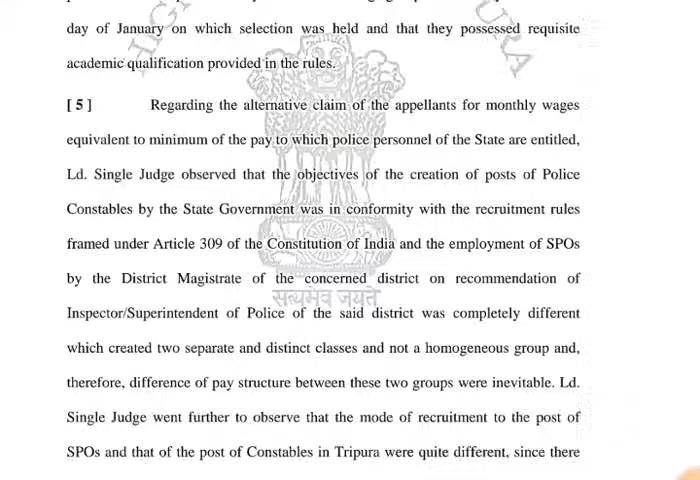 day of January on which selection was held and that they possessed requisite
academic qualification provided in the rules.
[5] Regarding the alternative claim of the appellants for monthly wages
equivalent to minimum of the pay to which police personnel of the State are entitled,
Ld. Single Judge observed that the objectives of the creation of posts of Police
Constables by the State Government was in conformity with the recruitment rules
framed under Article 309 of the Constitution of India and the employment of SPOs
by the District Magistrate of the concerned district on recommendation of
सत्यमेव जयते
Inspector/Superintendent of Police of the said district was completely different
which created two separate and distinct classes and not a homogeneous group and,
therefore, difference of pay structure between these two groups were inevitable. Ld.
Single Judge went further to observe that the mode of recruitment to the post of
SPOs and that of the post of Constables in Tripura were quite different, since there